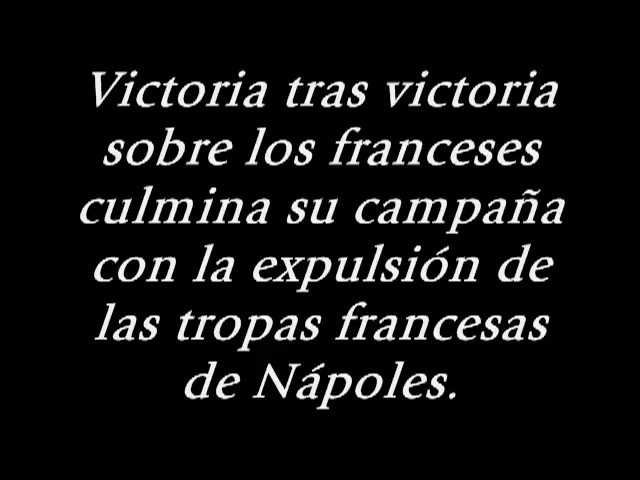 Victoria tras victoria
sobre los franceses
culmina su campaña
con la expulsión de
las tropas francesas
de Nápoles.